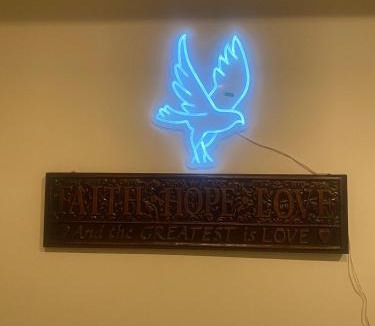 FAITH HOPE LOVE
And the GREATEST is LOVE